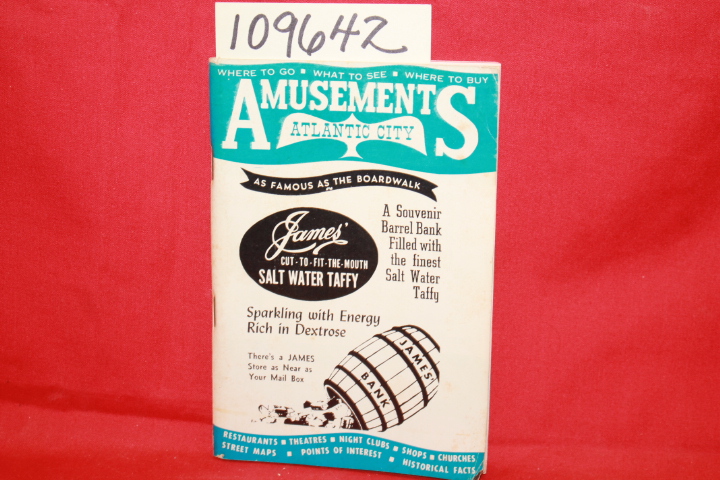 109642
WHERE TO GO ▪ WHAT TO SEE ▪ WHERE TO BUY
AMUSEMENTS
ATLANTIC CITY
AS FAMOUS AS THE BOARDWALK
James'
CUT-TO-FIT-THE-MOUTH
SALT WATER TAFFY
A Souvenir
Barrel Bank
Filled with
the finest
Salt Water
Taffy
Sparkling with Energy
Rich in Dextrose
There's a JAMES
Store as Near as
Your Mail Box
JAMES'
BANK
RESTAURANTS ▪ THEATRES ▪ NIGHT CLUBS ▪ SHOPS ▪ CHURCHES
STREET MAPS ▪ POINTS OF INTEREST ▪ HISTORICAL FACTS